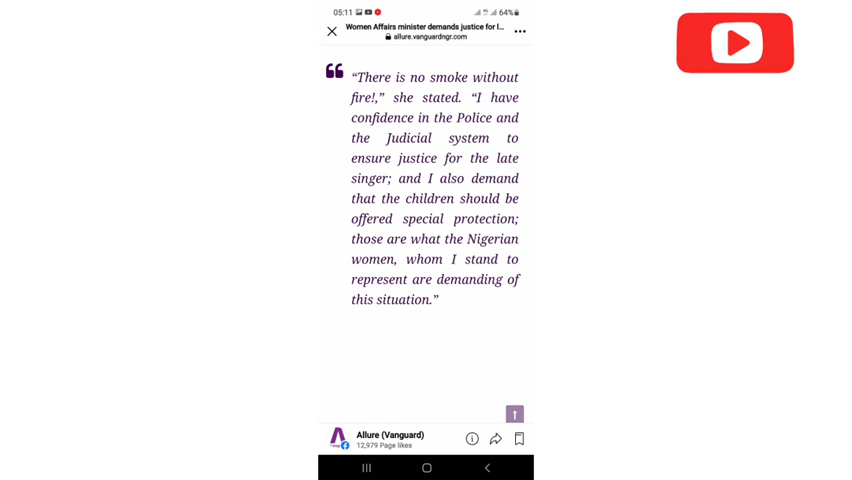 05:11 64%
Women Affairs minister demands justice for l...
allure.vanguardngr.com
“There is no smoke without
fire!,” she stated. “I have
confidence in the Police and
the Judicial system to
ensure justice for the late
singer; and I also demand
that the children should be
offered special protection;
those are what the Nigerian
women, whom I stand to
represent are demanding of
this situation.”
Allure (Vanguard)
12,979 Page likes